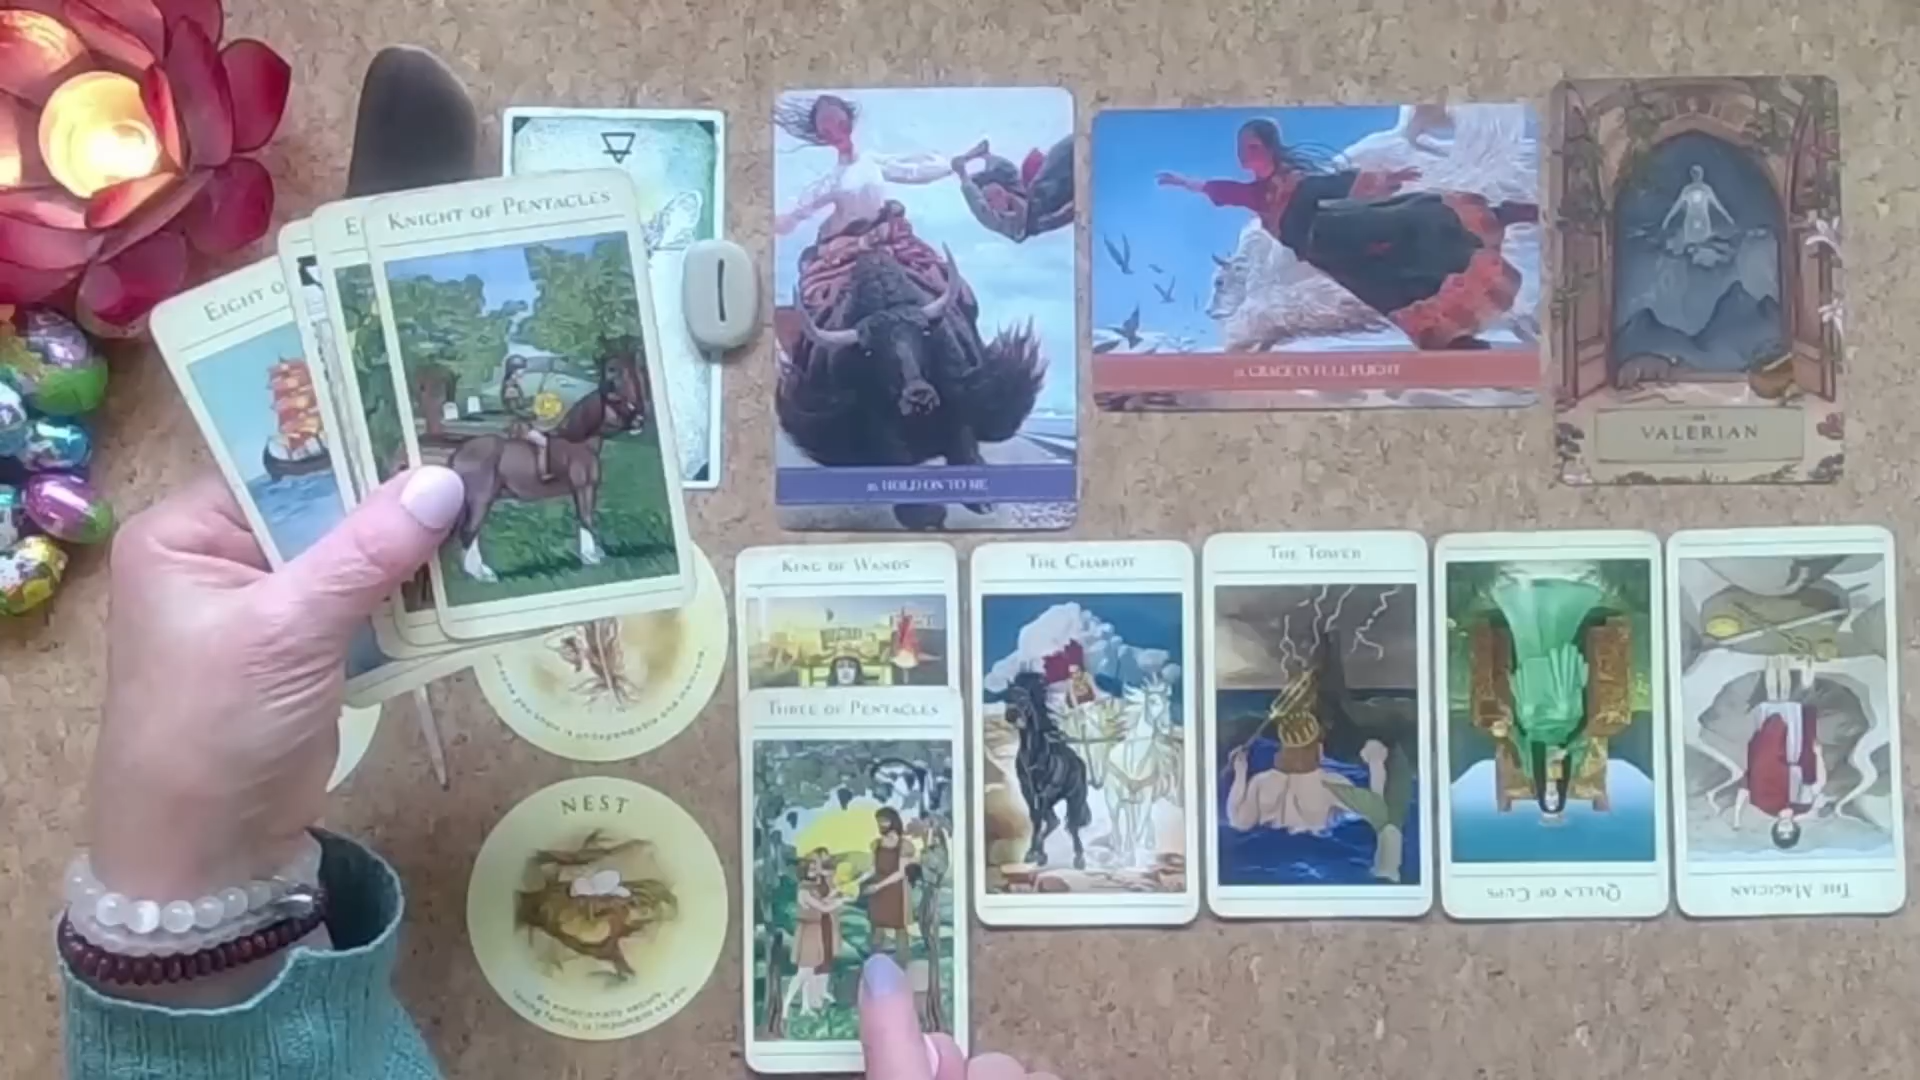 EIGHT O
E
KNIGHT OF PENTACLES
HOLD ON TO ME
GRACE IN FULL FLIGHT
VALERIAN
KING OF WANDS
THE CHARIOT
THE TOWER
QUEEN OF CUPS
THE MAGICIAN
THREE OF PENTACLES
NEST
An emotionally secure,
loving family is important to you.